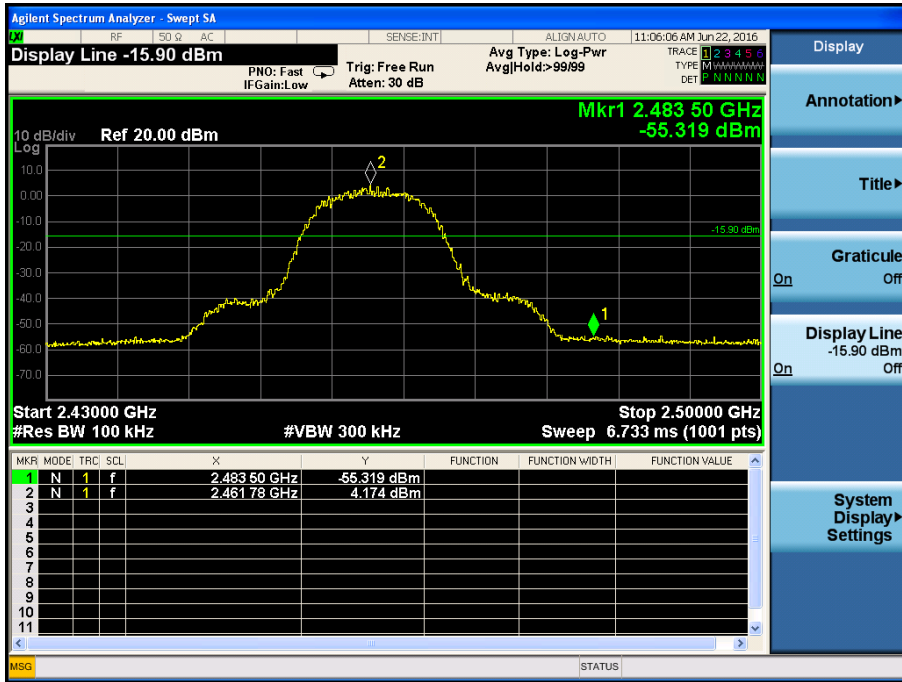 Agilent Spectrum Analyzer - Swept SA
LXI RF 50 Ω AC SENSE:INT ALIGN AUTO 11:06:06 AM Jun 22, 2016
Display Line -15.90 dBm
PNO: Fast
IFGain:Low
Trig: Free Run
Atten: 30 dB
Avg Type: Log-Pwr
Avg|Hold:>99/99
TRACE 1 2 3 4 5 6
TYPE MWWWWW
DET P N N N N N
Mkr1 2.483 50 GHz
-55.319 dBm
10 dB/div Ref 20.00 dBm
Log
10.0
0.00
-10.0
-20.0
-30.0
-40.0
-50.0
-60.0
-70.0
2
-15.90 dBm
1
Start 2.43000 GHz Stop 2.50000 GHz
#Res BW 100 kHz #VBW 300 kHz Sweep 6.733 ms (1001 pts)
MKR MODE TRC SCL X Y FUNCTION FUNCTION WIDTH FUNCTION VALUE
1 N 1 f 2.483 50 GHz -55.319 dBm
2 N 1 f 2.461 78 GHz 4.174 dBm
3
4
5
6
7
8
9
10
11
MSG STATUS
Display
Annotation
Title
Graticule
On Off
Display Line
-15.90 dBm
On Off
System
Display
Settings